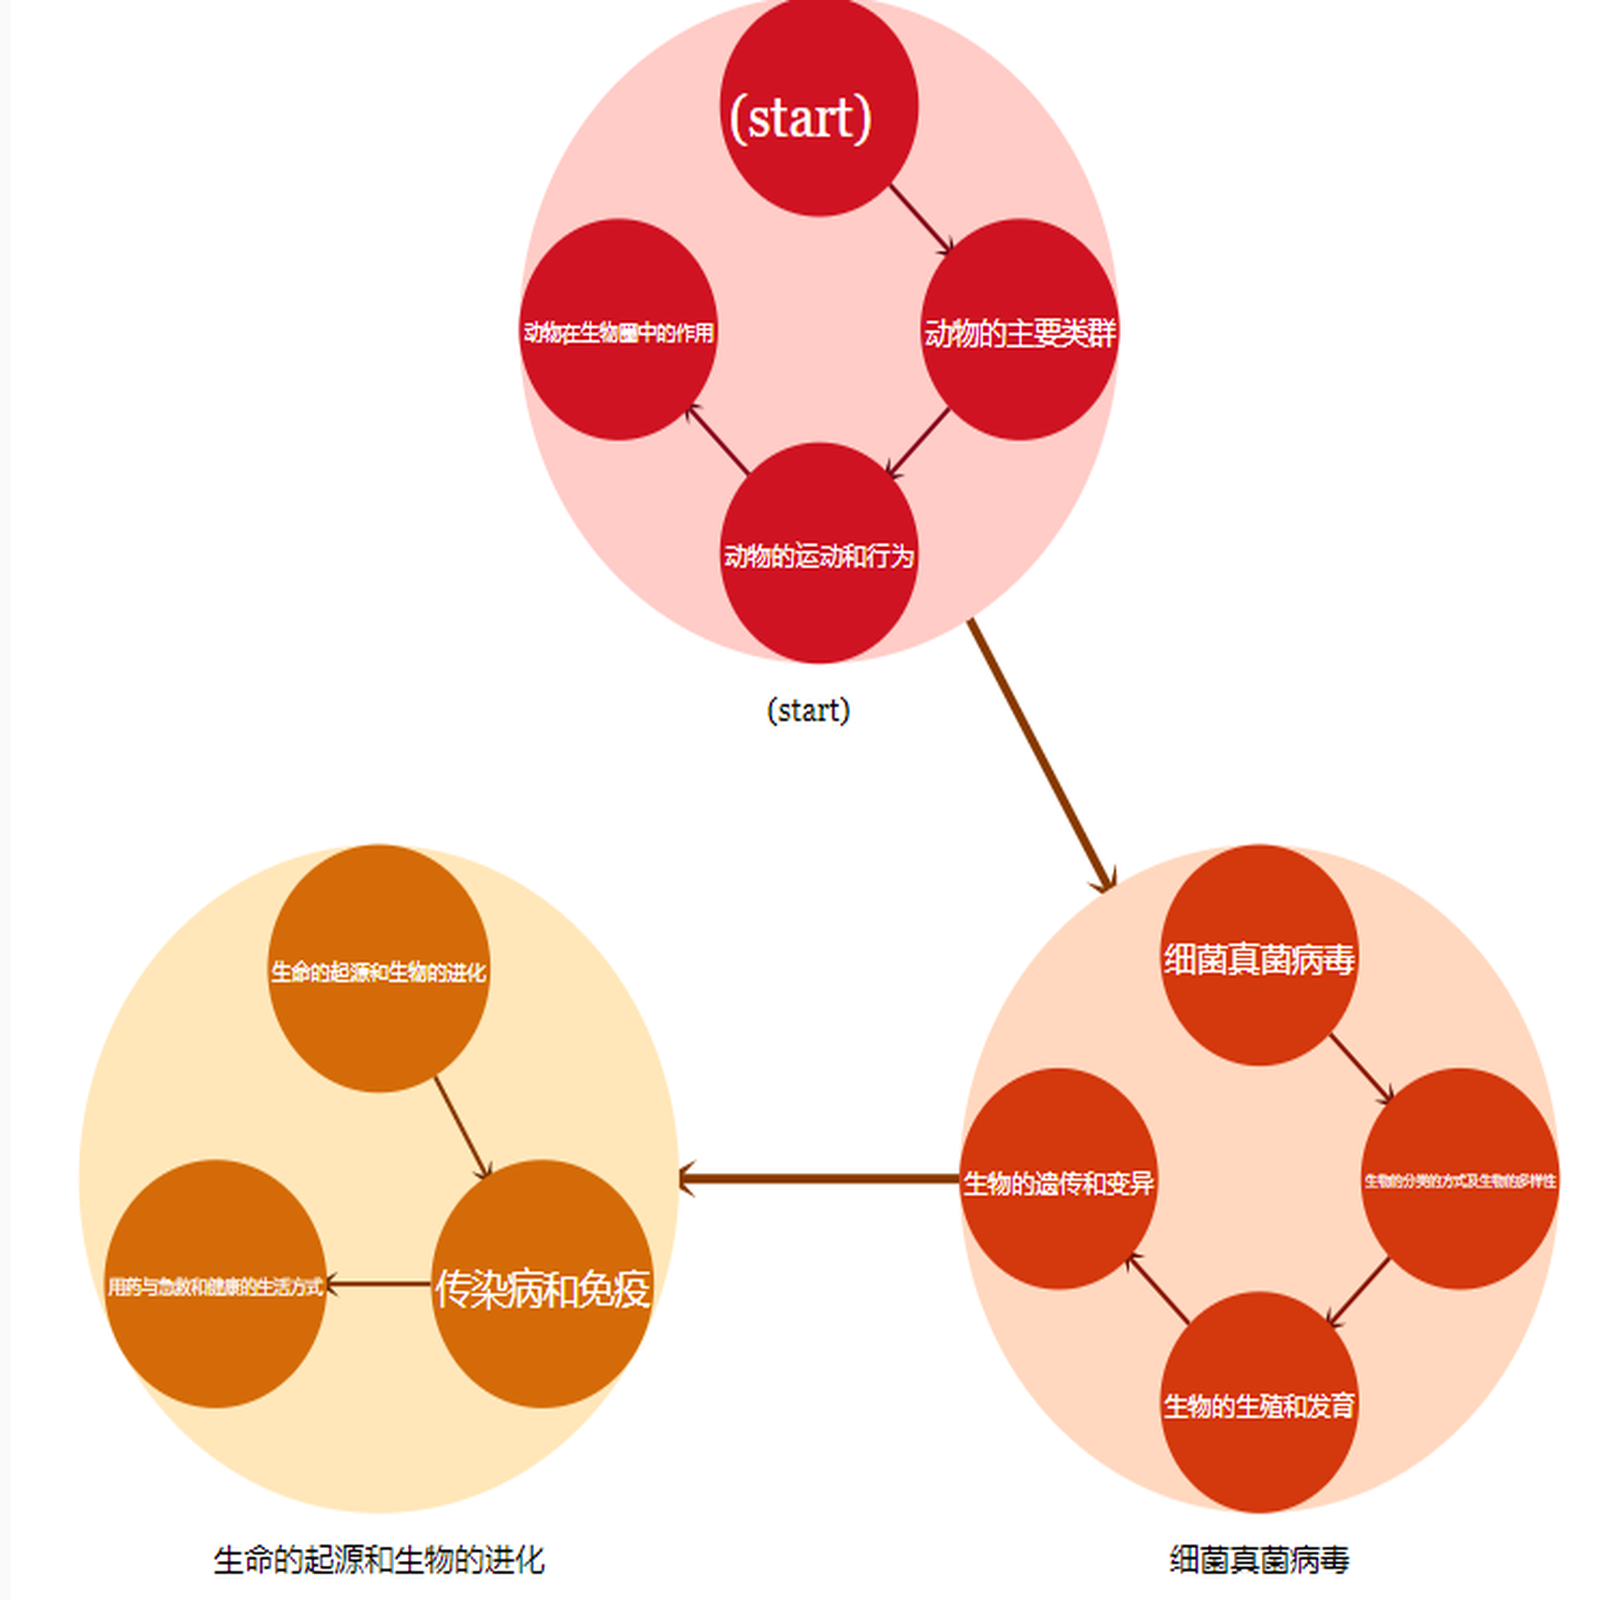 (start)
动物的主要类群
动物的运动和行为
动物在生物圈中的作用
(start)
细菌真菌病毒
生物的分类的方式及生物的多样性
生物的生殖和发育
生物的遗传和变异
细菌真菌病毒
生命的起源和生物的进化
传染病和免疫
用药与急救和健康的生活方式
生命的起源和生物的进化